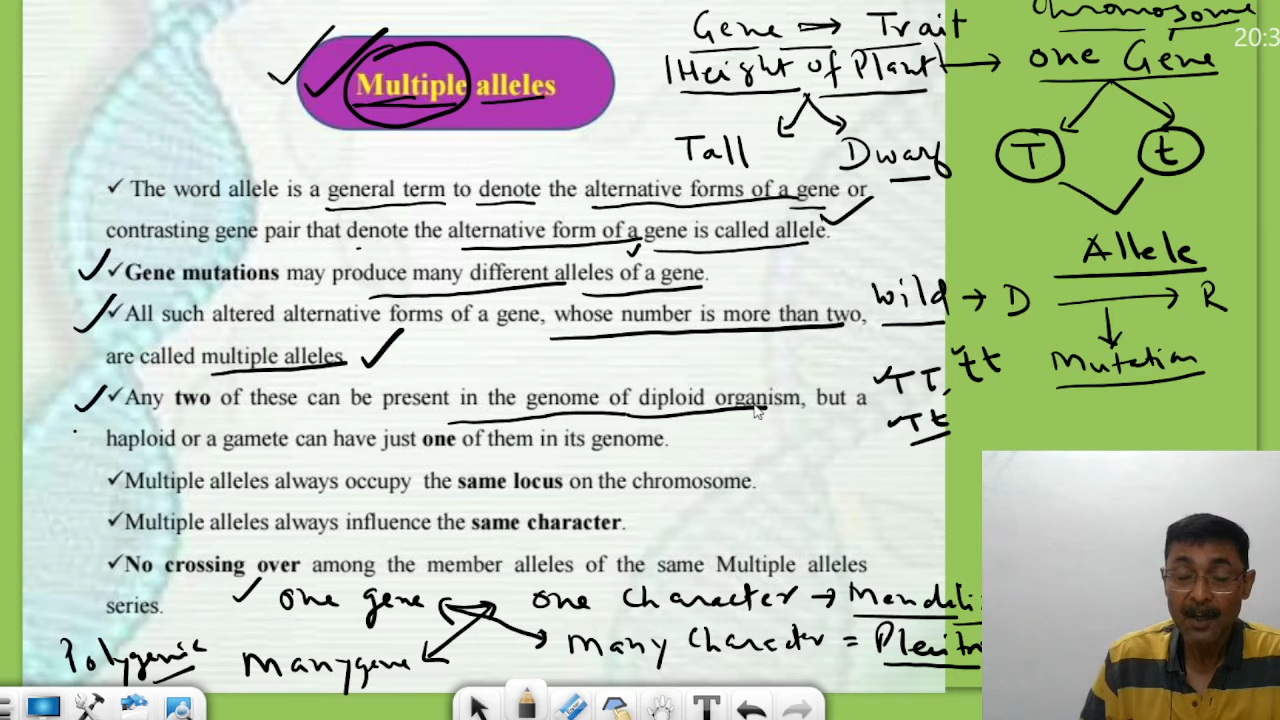 Chromosome
Gene → Trait
20:3
Height of Plant → one Gene
Multiple alleles
Tall Dwarf
T t
✓ The word allele is a general term to denote the alternative forms of a gene or
contrasting gene pair that denote the alternative form of a gene is called allele.
Allele
✓Gene mutations may produce many different alleles of a gene.
wild → D → R
✓All such altered alternative forms of a gene, whose number is more than two,
are called multiple alleles.
Mutation
TT, tt
✓Any two of these can be present in the genome of diploid organism, but a
Tt
haploid or a gamete can have just one of them in its genome.
✓Multiple alleles always occupy the same locus on the chromosome.
✓Multiple alleles always influence the same character.
✓No crossing over among the member alleles of the same Multiple alleles
series.
one gene one character →
many character =
Polygenic many gene
T